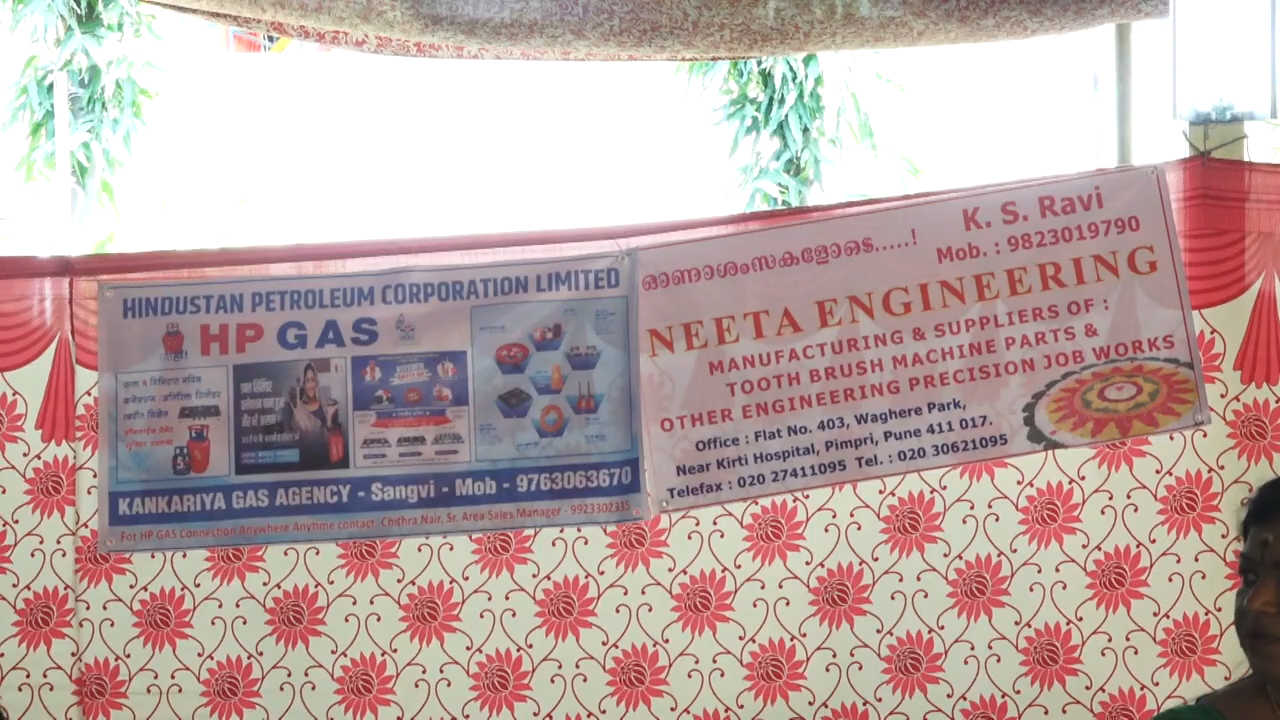 HINDUSTAN PETROLEUM CORPORATION LIMITED
HP GAS
KANKARIYA GAS AGENCY - Sangvi - Mob - 9763063670
For HP GAS Connection Anywhere Anytime contact Chithra Nair, Sr. Area Sales Manager - 9923302335
K. S. Ravi
ഓണാശംസകളോടെ.....!
Mob. : 9823019790
NEETA ENGINEERING
MANUFACTURING & SUPPLIERS OF :
TOOTH BRUSH MACHINE PARTS &
OTHER ENGINEERING PRECISION JOB WORKS
Office : Flat No. 403, Waghere Park,
Near Kirti Hospital, Pimpri, Pune 411 017.
Telefax : 020 27411095 Tel. : 020 30621095